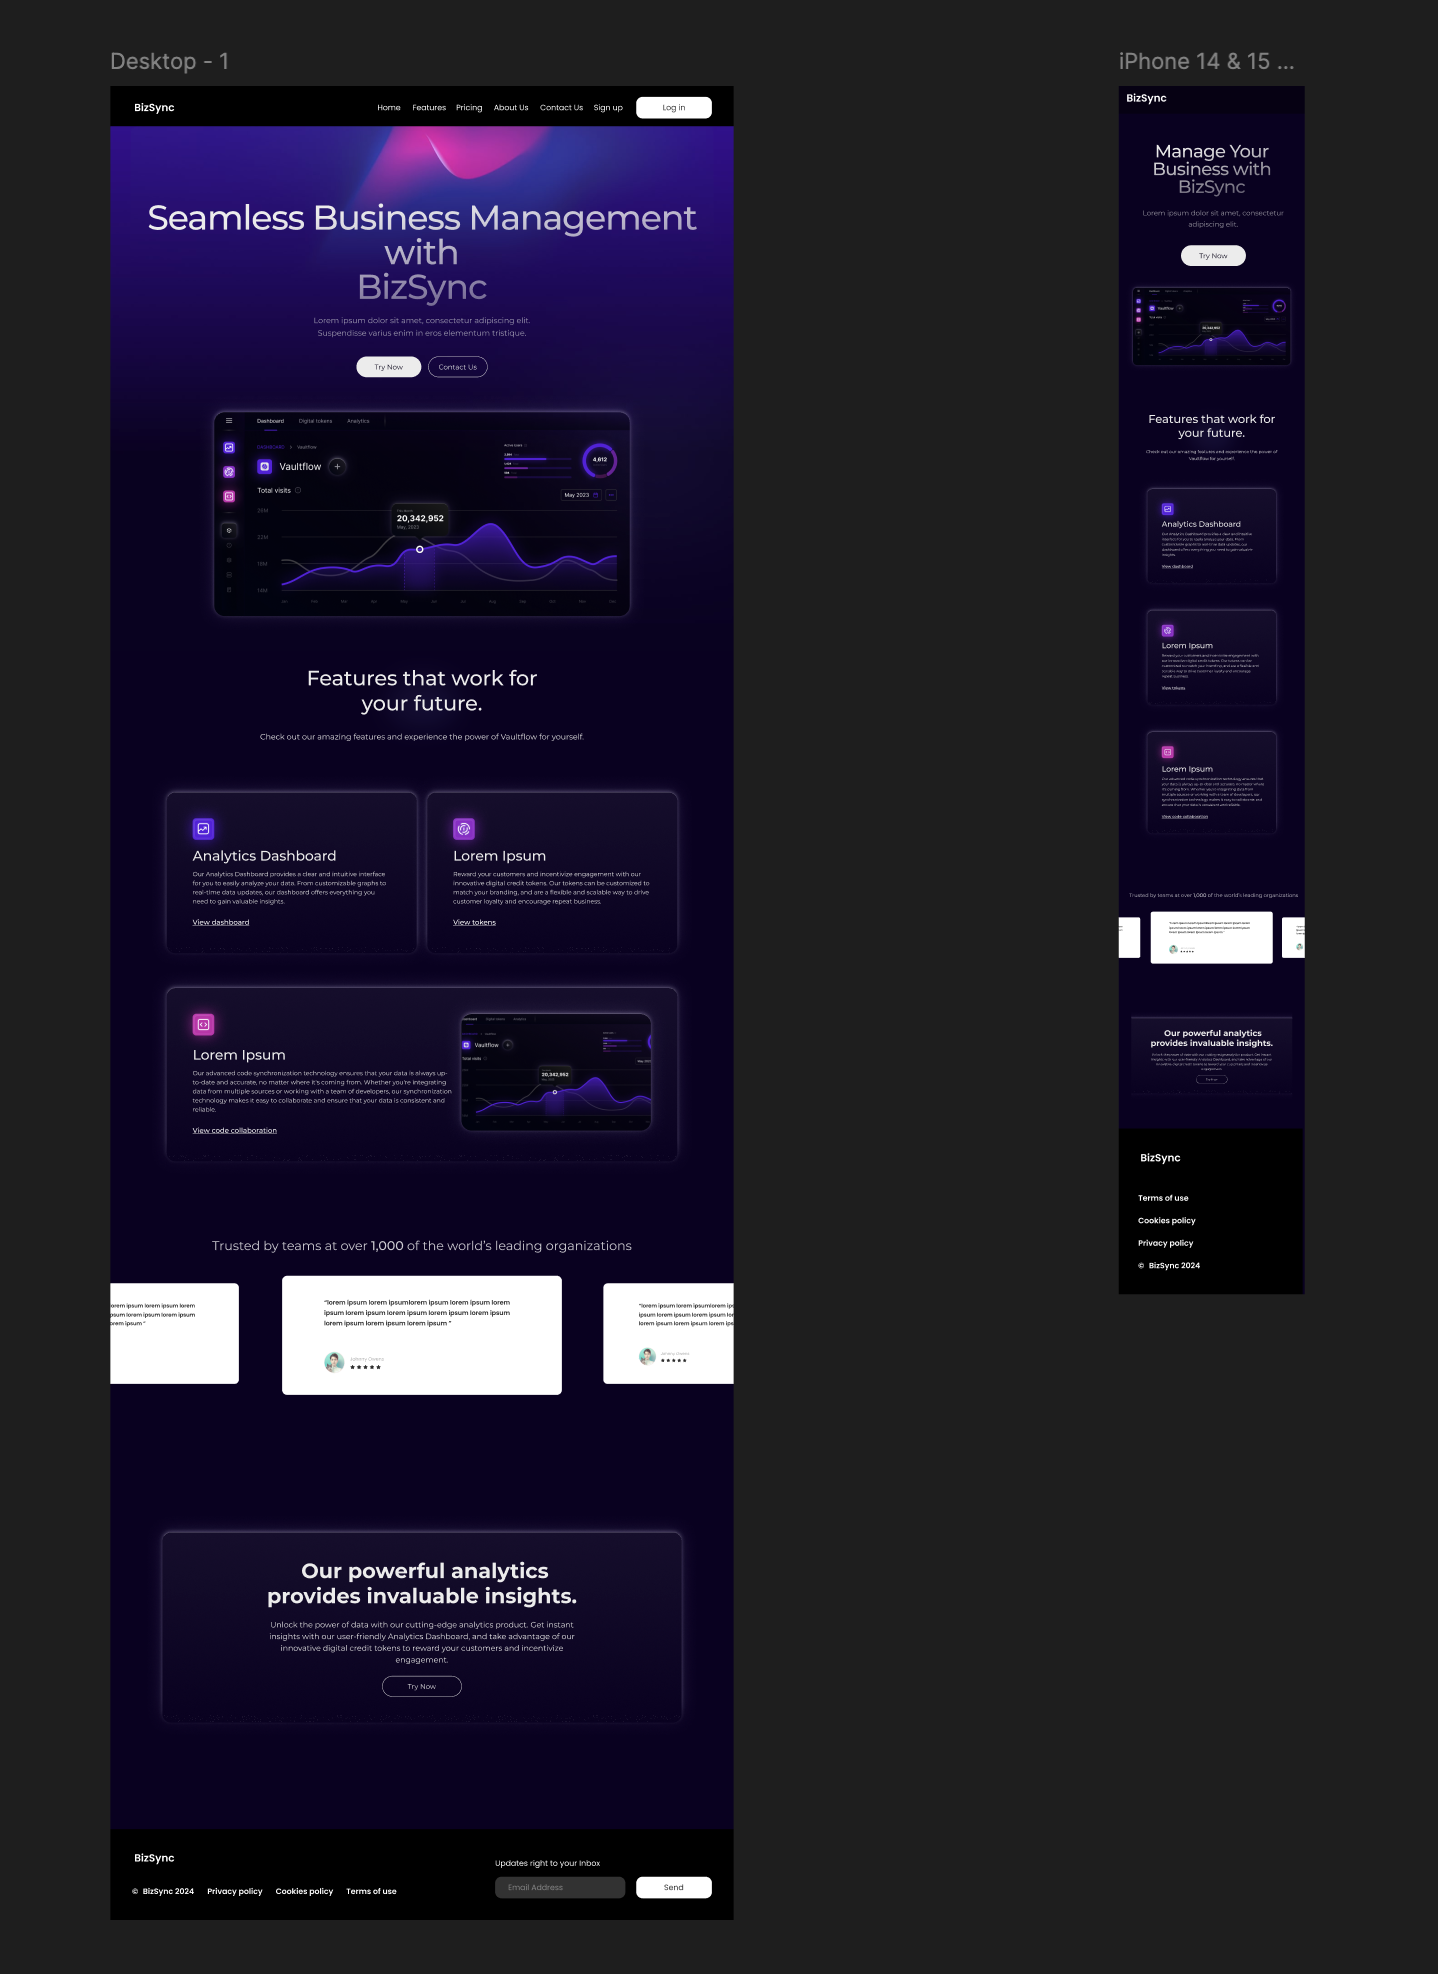 Desktop - 1
BizSync
Home Features Pricing About Us Contact Us Sign up Log in
Seamless Business Management
with
BizSync
Lorem ipsum dolor sit amet, consectetur adipiscing elit.
Suspendisse varius enim in eros elementum tristique.
Try Now Contact Us
Dashboard Digital tokens Analytics
DASHBOARD > Vaultflow
Vaultflow
Active users
4,612
Total visits
May 2023
20,342,952
May, 2023
26M
22M
18M
14M
Features that work for
your future.
Check out our amazing features and experience the power of Vaultflow for yourself.
Analytics Dashboard
Our Analytics Dashboard provides a clear and intuitive interface
for you to easily analyze your data. From customizable graphs to
real-time data updates, our dashboard offers everything you
need to gain valuable insights.
View dashboard
Lorem Ipsum
Reward your customers and incentivize engagement with our
innovative digital credit tokens. Our tokens can be customized to
match your branding, and are a flexible and scalable way to drive
customer loyalty and encourage repeat business.
View tokens
Lorem Ipsum
Our advanced code synchronization technology ensures that your data is always up-
to-date and accurate, no matter where it's coming from. Whether you're integrating
data from multiple sources or working with a team of developers, our synchronization
technology makes it easy to collaborate and ensure that your data is consistent and
reliable.
View code collaboration
Vaultflow
Total visits
20,342,952
Trusted by teams at over 1,000 of the world's leading organizations
orem ipsum lorem ipsum lorem
psum lorem ipsum lorem ipsum
orem ipsum "
"lorem ipsum lorem ipsumlorem ipsum lorem ipsum lorem
ipsum lorem ipsum lorem ipsum lorem ipsum lorem ipsum
lorem ipsum lorem ipsum lorem ipsum "
"lorem ipsum lorem ipsumlorem ip
ipsum lorem ipsum lorem ipsum
lorem ipsum lorem ipsum lorem ips
Our powerful analytics
provides invaluable insights.
Unlock the power of data with our cutting-edge analytics product. Get instant
insights with our user-friendly Analytics Dashboard, and take advantage of our
innovative digital credit tokens to reward your customers and incentivize
engagement.
Try Now
BizSync
© BizSync 2024 Privacy policy Cookies policy Terms of use
Updates right to your Inbox
Email Address Send
iPhone 14 & 15 ...
BizSync
Manage Your
Business with
BizSync
Lorem ipsum dolor sit amet, consectetur
adipiscing elit.
Try Now
Vaultflow
Total visits
20,342,952
Features that work for
your future.
Check out our amazing features and experience the power of
Vaultflow for yourself.
Analytics Dashboard
View dashboard
Lorem Ipsum
View tokens
Lorem Ipsum
View code collaboration
Trusted by teams at over 1,000 of the world's leading organizations
Our powerful analytics
provides invaluable insights.
BizSync
Terms of use
Cookies policy
Privacy policy
© BizSync 2024